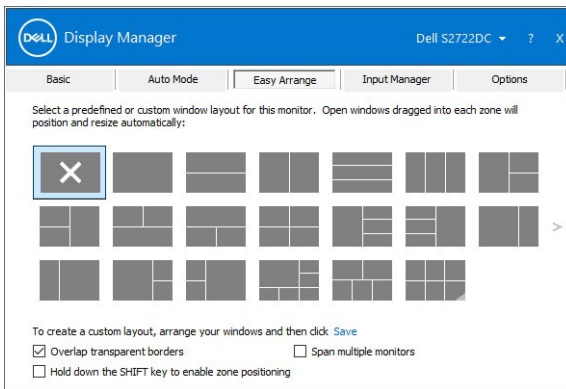 DELL Display Manager Dell S2722DC ? X
Basic Auto Mode Easy Arrange Input Manager Options
Select a predefined or custom window layout for this monitor. Open windows dragged into each zone will
position and resize automatically:
To create a custom layout, arrange your windows and then click Save
Overlap transparent borders Span multiple monitors
Hold down the SHIFT key to enable zone positioning